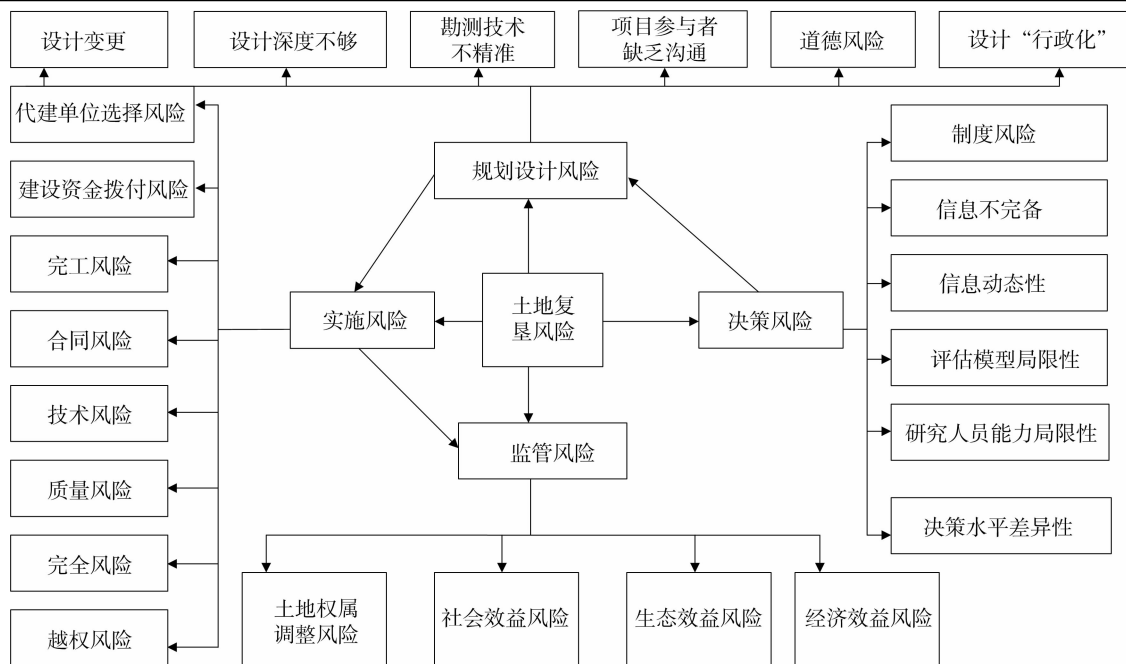 设计变更
设计深度不够
勘测技术
不精准
项目参与者
缺乏沟通
道德风险
设计“行政化”
代建单位选择风险
建设资金拨付风险
完工风险
合同风险
技术风险
质量风险
完全风险
越权风险
规划设计风险
实施风险
土地复
垦风险
决策风险
监管风险
制度风险
信息不完备
信息动态性
评估模型局限性
研究人员能力局限性
决策水平差异性
土地权属
调整风险
社会效益风险
生态效益风险
经济效益风险